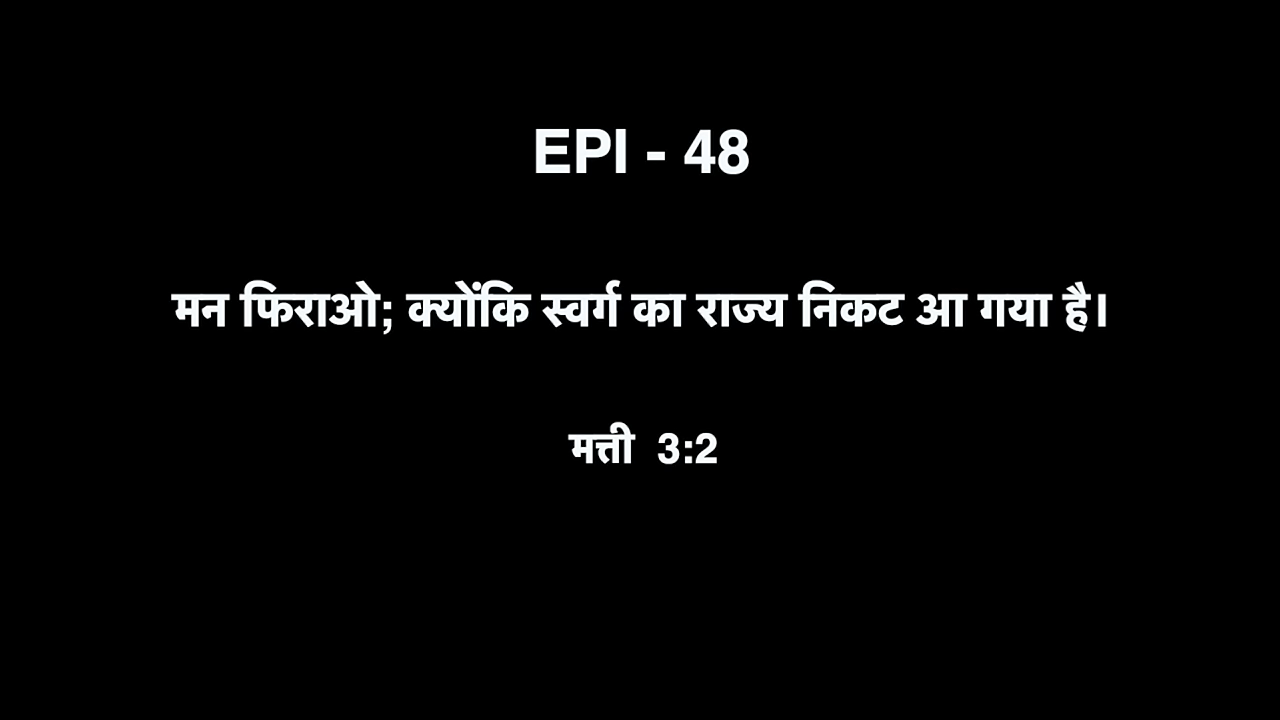 EPI - 48
मन फिराओ; क्योंकि स्वर्ग का राज्य निकट आ गया है।
मत्ती 3:2